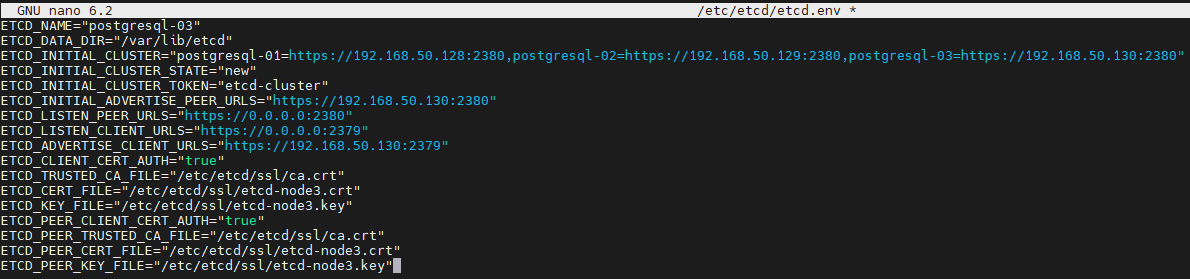 GNU nano 6.2 /etc/etcd/etcd.env *
ETCD_NAME="postgresql-03"
ETCD_DATA_DIR="/var/lib/etcd"
ETCD_INITIAL_CLUSTER="postgresql-01=https://192.168.50.128:2380,postgresql-02=https://192.168.50.129:2380,postgresql-03=https://192.168.50.130:2380"
ETCD_INITIAL_CLUSTER_STATE="new"
ETCD_INITIAL_CLUSTER_TOKEN="etcd-cluster"
ETCD_INITIAL_ADVERTISE_PEER_URLS="https://192.168.50.130:2380"
ETCD_LISTEN_PEER_URLS="https://0.0.0.0:2380"
ETCD_LISTEN_CLIENT_URLS="https://0.0.0.0:2379"
ETCD_ADVERTISE_CLIENT_URLS="https://192.168.50.130:2379"
ETCD_CLIENT_CERT_AUTH="true"
ETCD_TRUSTED_CA_FILE="/etc/etcd/ssl/ca.crt"
ETCD_CERT_FILE="/etc/etcd/ssl/etcd-node3.crt"
ETCD_KEY_FILE="/etc/etcd/ssl/etcd-node3.key"
ETCD_PEER_CLIENT_CERT_AUTH="true"
ETCD_PEER_TRUSTED_CA_FILE="/etc/etcd/ssl/ca.crt"
ETCD_PEER_CERT_FILE="/etc/etcd/ssl/etcd-node3.crt"
ETCD_PEER_KEY_FILE="/etc/etcd/ssl/etcd-node3.key"